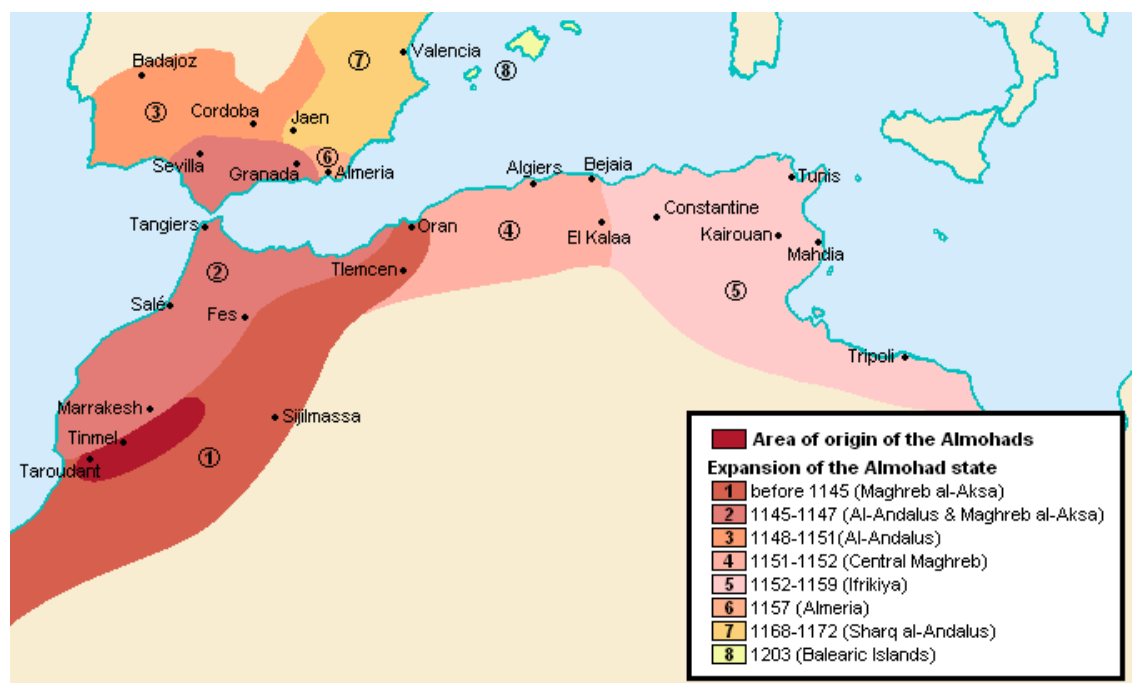 Valencia
7
8
Badajoz
3
Cordoba
Jaen
Sevilla
6
Granada
Almeria
Algiers
Bejaia
Tunis
Constantine
Tangiers
Oran
4
El Kalaa
Kairouan
Mahdia
2
Tlemcen
5
Salé
Fes
Tripoli
Marrakesh
Sijilmassa
Tinmel
1
Taroudant
Area of origin of the Almohads
Expansion of the Almohad state
1 before 1145 (Maghreb al-Aksa)
2 1145-1147 (Al-Andalus & Maghreb al-Aksa)
3 1148-1151(Al-Andalus)
4 1151-1152 (Central Maghreb)
5 1152-1159 (Ifrikiya)
6 1157 (Almeria)
7 1168-1172 (Sharq al-Andalus)
8 1203 (Balearic Islands)